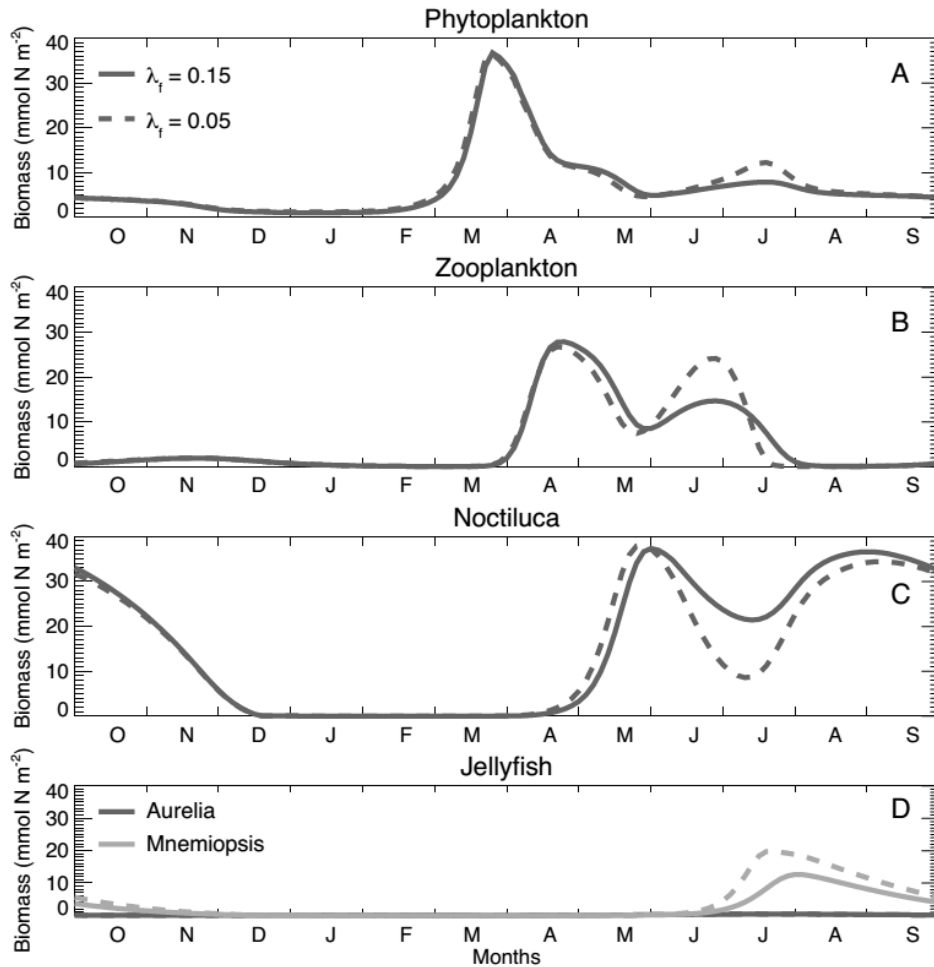 Phytoplankton
Biomass (mmol N m⁻²)
40
30
20
10
0
λf = 0.15
λf = 0.05
A
O N D J F M A M J J A S
Zooplankton
Biomass (mmol N m⁻²)
40
30
20
10
0
B
O N D J F M A M J J A S
Noctiluca
Biomass (mmol N m⁻²)
40
30
20
10
0
C
O N D J F M A M J J A S
Jellyfish
Biomass (mmol N m⁻²)
40
30
20
10
0
Aurelia
Mnemiopsis
D
O N D J F M A M J J A S
Months